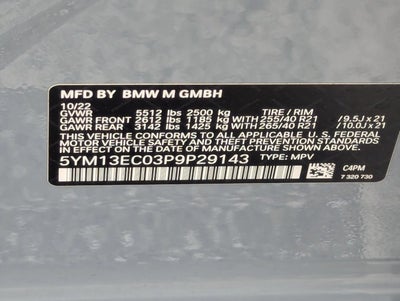 MFD BY BMW M GMBH
10/22
GVWR 5512 lbs 2500 kg TIRE / RIM
GAWR FRONT 2612 lbs 1185 kg WITH 255/40 R21 / 9.5J x 21
GAWR REAR 3142 lbs 1425 kg WITH 265/40 R21 / 10.0J x 21
THIS VEHICLE CONFORMS TO ALL APPLICABLE U.S. FEDERAL
MOTOR VEHICLE SAFETY, BUMPER, AND THEFT PREVENTION
STANDARDS IN EFFECT ON THE DATE OF MANUFACTURE SHOWN ABOVE.
5YM13EC03P9P29143 TYPE: MPV
C4PM
7 320 730